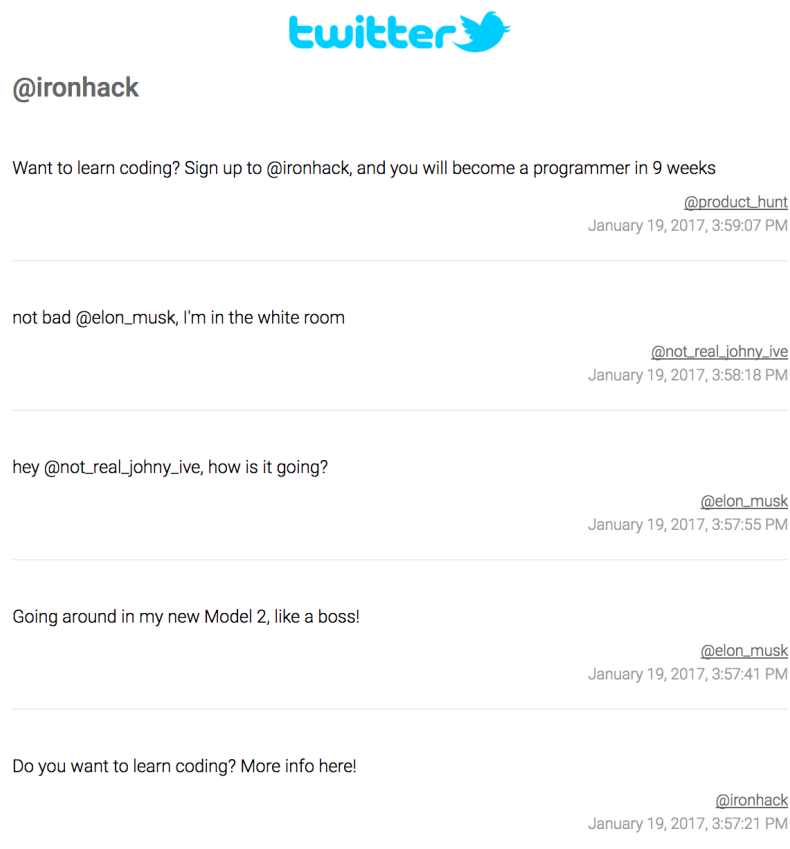 twitter
@ironhack
Want to learn coding? Sign up to @ironhack, and you will become a programmer in 9 weeks
@product_hunt
January 19, 2017, 3:59:07 PM
not bad @elon_musk, I'm in the white room
@not_real_johny_ive
January 19, 2017, 3:58:18 PM
hey @not_real_johny_ive, how is it going?
@elon_musk
January 19, 2017, 3:57:55 PM
Going around in my new Model 2, like a boss!
@elon_musk
January 19, 2017, 3:57:41 PM
Do you want to learn coding? More info here!
@ironhack
January 19, 2017, 3:57:21 PM